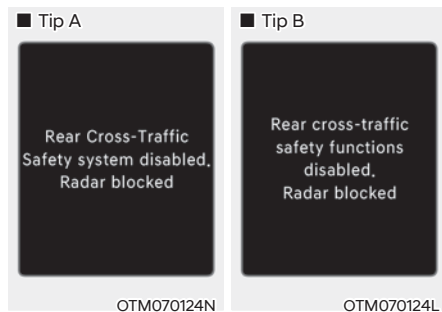 ■ Tip A
Rear Cross-Traffic
Safety system disabled.
Radar blocked
OTM070124N
■ Tip B
Rear cross-traffic
safety functions
disabled.
Radar blocked
OTM070124L